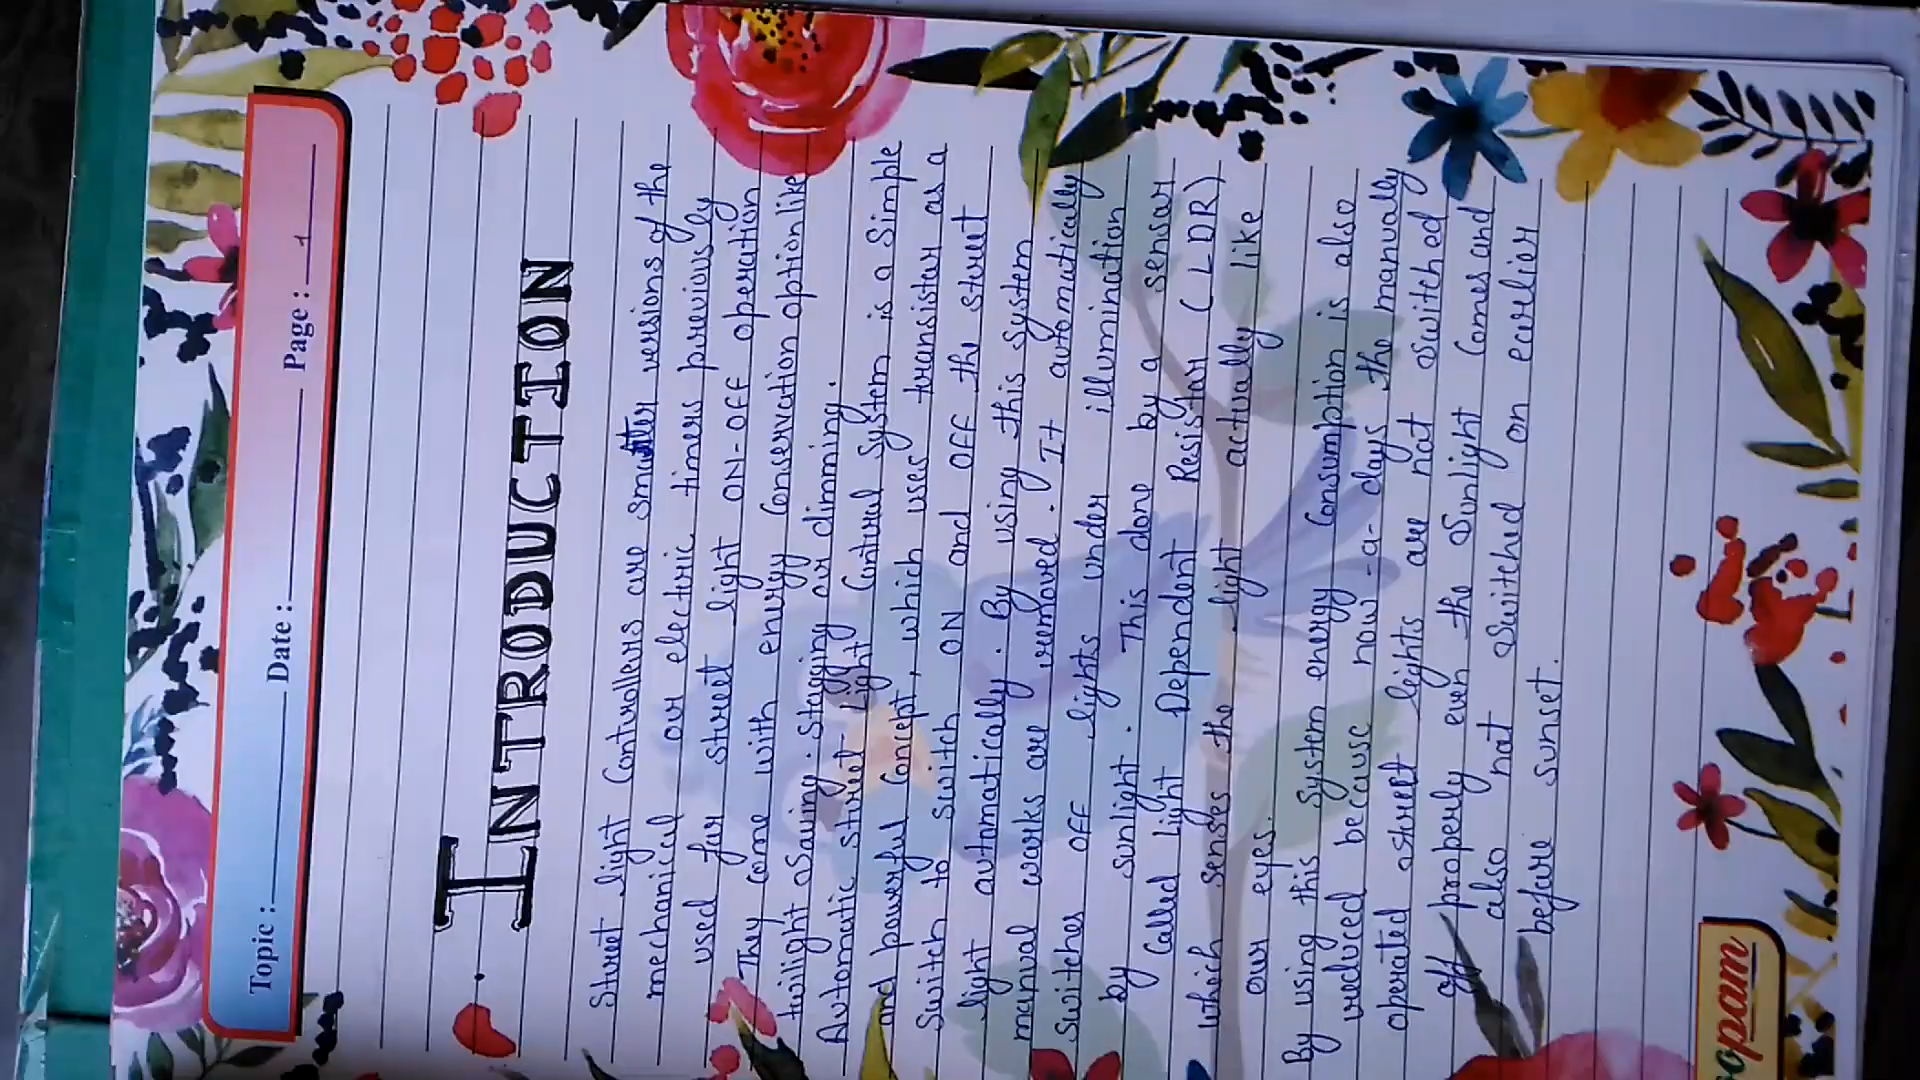 Topic : Date : Page : 1
. INTRODUCTION
Street light Controllers are smatter versions of the
mechanical or electric timers previously
used for street light ON-OFF operation
They come with energy Conservation option like
twilight saving. Stagging or dimming.
Automatic street Light Control System is a Simple
and powerful Concept, which uses transistor as a
Switch to switch ON and OFF the street
light automatically. By using this system
manual works are removed. It automatically
Switches OFF lights under illumination
by sunlight. This done by a sensor
Called Light Dependent Resistor (LDR)
which senses the light actually like
our eyes.
By using this System energy Consumption is also
reduced because now-a-days the manually
operated street lights are not switched
off properly even the Sunlight Comes and
also not Switched on earlier
before sunset.
opam